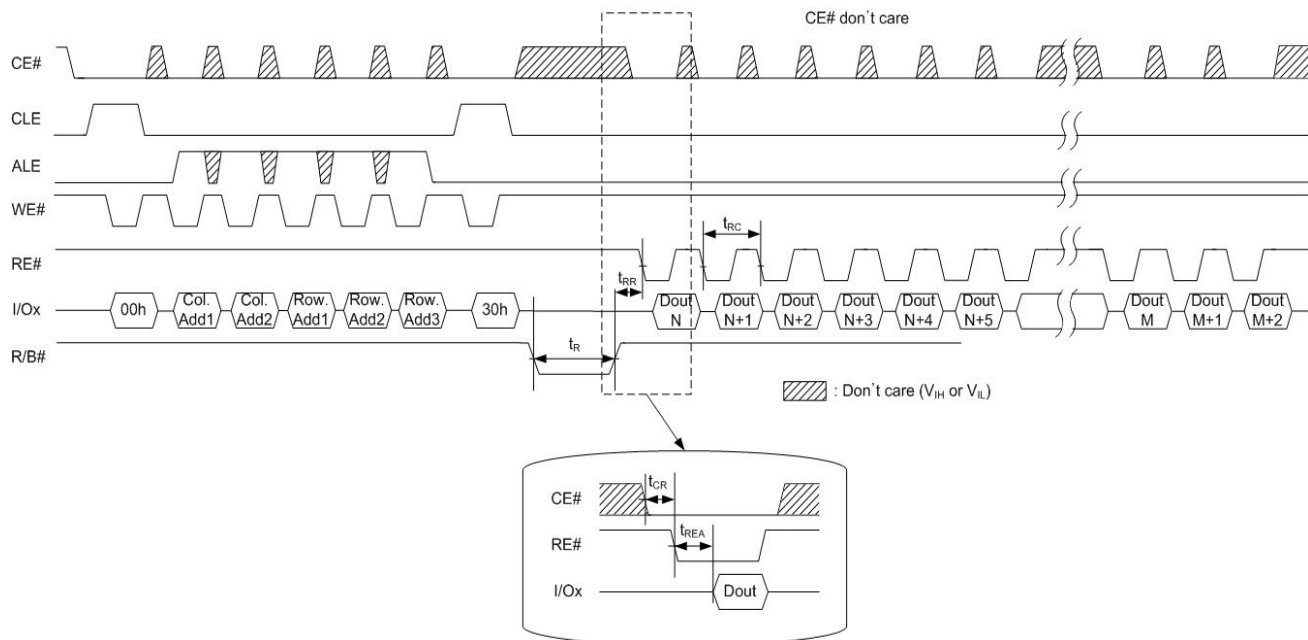 CE# don't care
CE#
CLE
ALE
WE#
tRC
RE#
tRR
I/Ox
00h
Col. Add1
Col. Add2
Row. Add1
Row. Add2
Row. Add3
30h
Dout N
Dout N+1
Dout N+2
Dout N+3
Dout N+4
Dout N+5
Dout M
Dout M+1
Dout M+2
R/B#
tR
: Don't care (VIH or VIL)
CE#
tCR
RE#
tREA
I/Ox
Dout